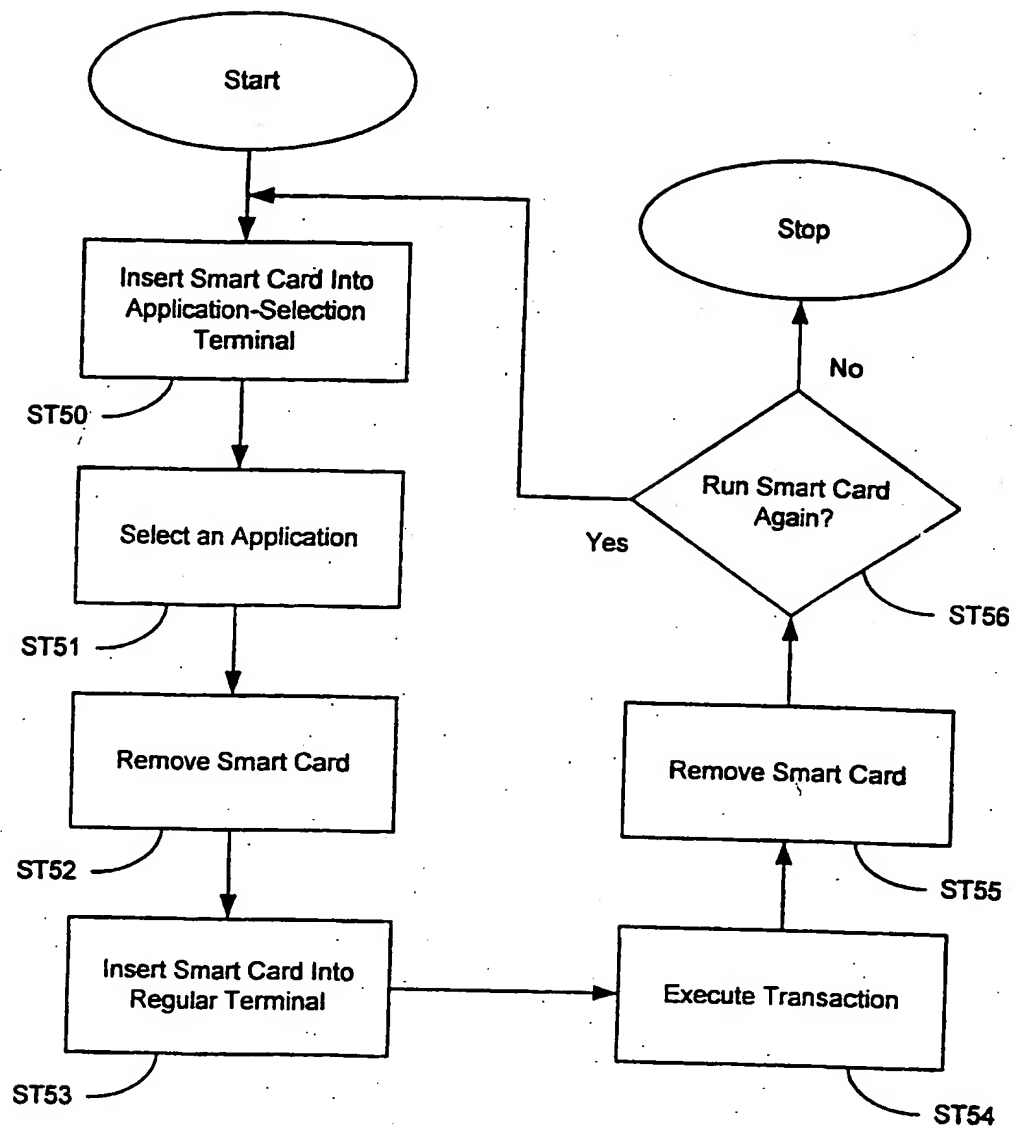 Start
Insert Smart Card Into
Application-Selection
Terminal
ST50
Select an Application
ST51
Remove Smart Card
ST52
Insert Smart Card Into
Regular Terminal
ST53
Execute Transaction
ST54
Remove Smart Card
ST55
Run Smart Card
Again?
ST56
Yes
No
Stop